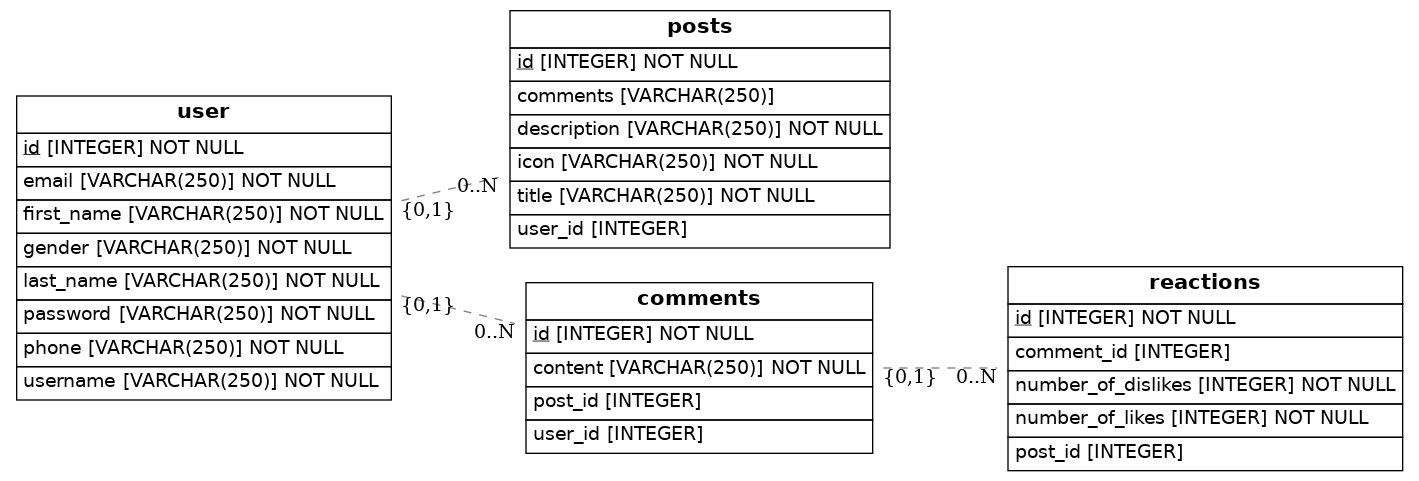 user
id [INTEGER] NOT NULL
email [VARCHAR(250)] NOT NULL
first_name [VARCHAR(250)] NOT NULL
gender [VARCHAR(250)] NOT NULL
last_name [VARCHAR(250)] NOT NULL
password [VARCHAR(250)] NOT NULL
phone [VARCHAR(250)] NOT NULL
username [VARCHAR(250)] NOT NULL
{0,1}
0..N
{0,1}
0..N
posts
id [INTEGER] NOT NULL
comments [VARCHAR(250)]
description [VARCHAR(250)] NOT NULL
icon [VARCHAR(250)] NOT NULL
title [VARCHAR(250)] NOT NULL
user_id [INTEGER]
comments
id [INTEGER] NOT NULL
content [VARCHAR(250)] NOT NULL
post_id [INTEGER]
user_id [INTEGER]
{0,1}
0..N
reactions
id [INTEGER] NOT NULL
comment_id [INTEGER]
number_of_dislikes [INTEGER] NOT NULL
number_of_likes [INTEGER] NOT NULL
post_id [INTEGER]